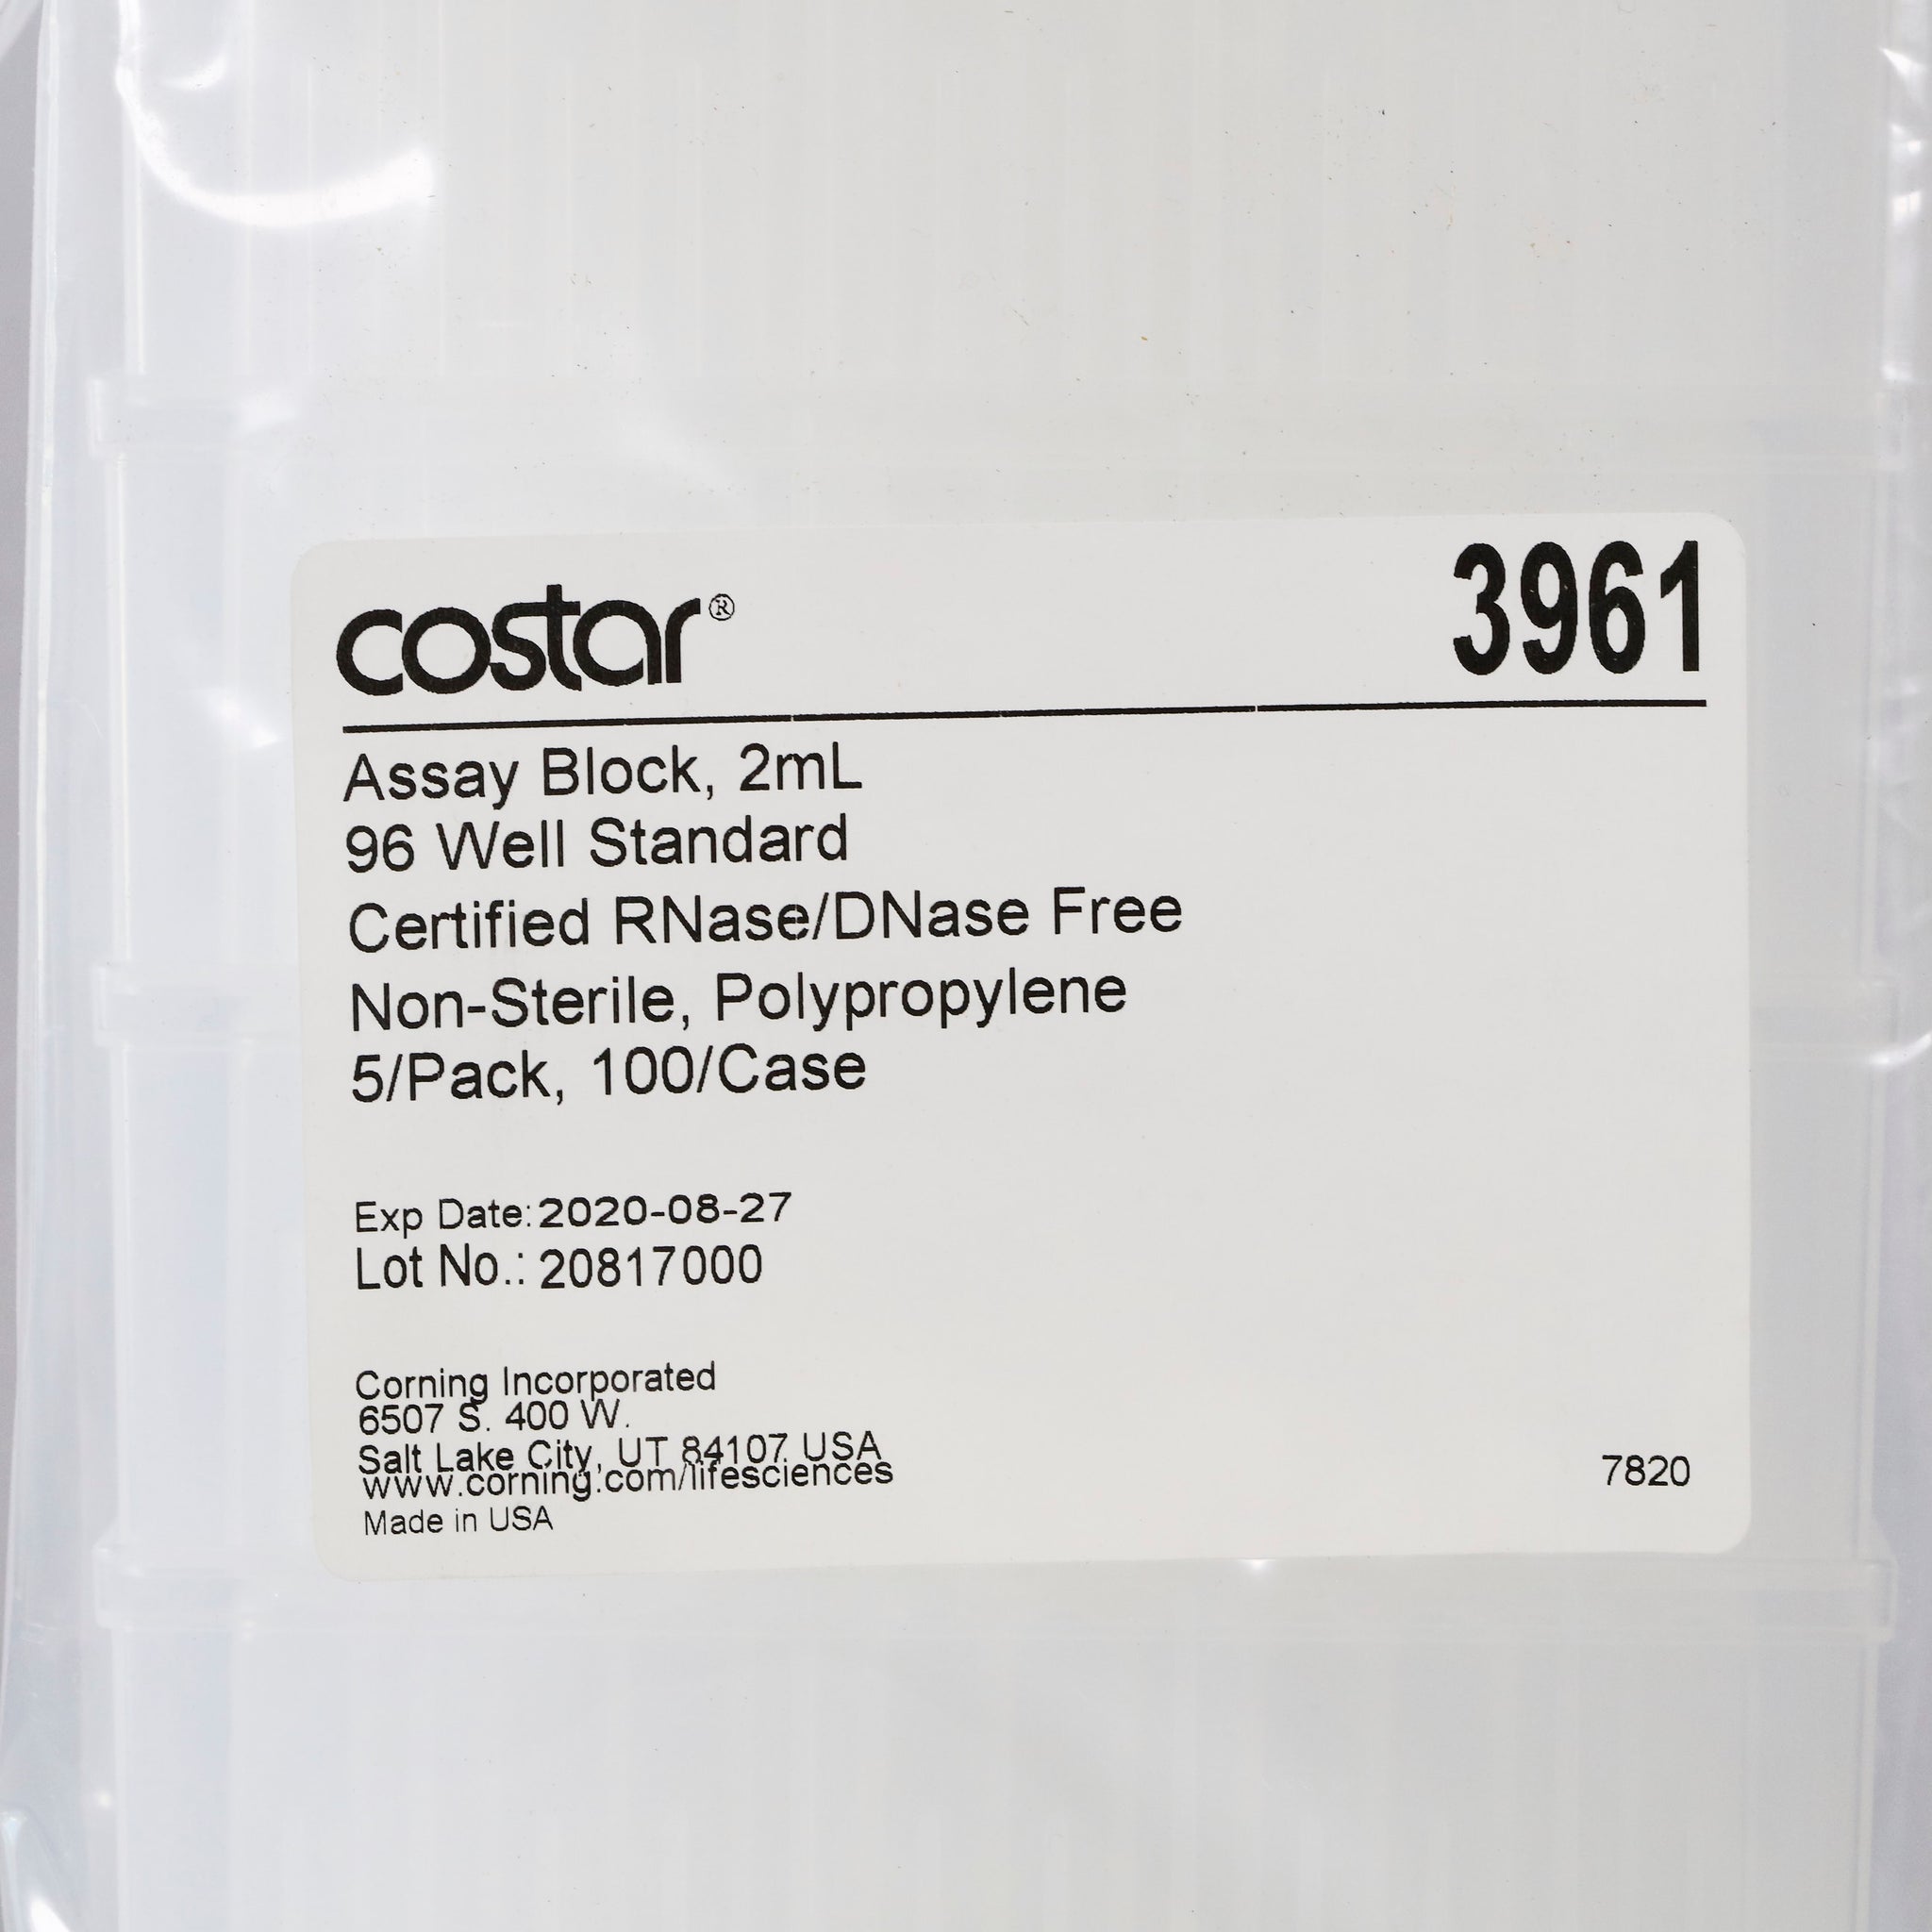 costar® 3961
Assay Block, 2mL
96 Well Standard
Certified RNase/DNase Free
Non-Sterile, Polypropylene
5/Pack, 100/Case
Exp Date: 2020-08-27
Lot No.: 20817000
Corning Incorporated
6507 S. 400 W.
Salt Lake City, UT 84107 USA
www.corning.com/lifesciences
Made in USA
7820